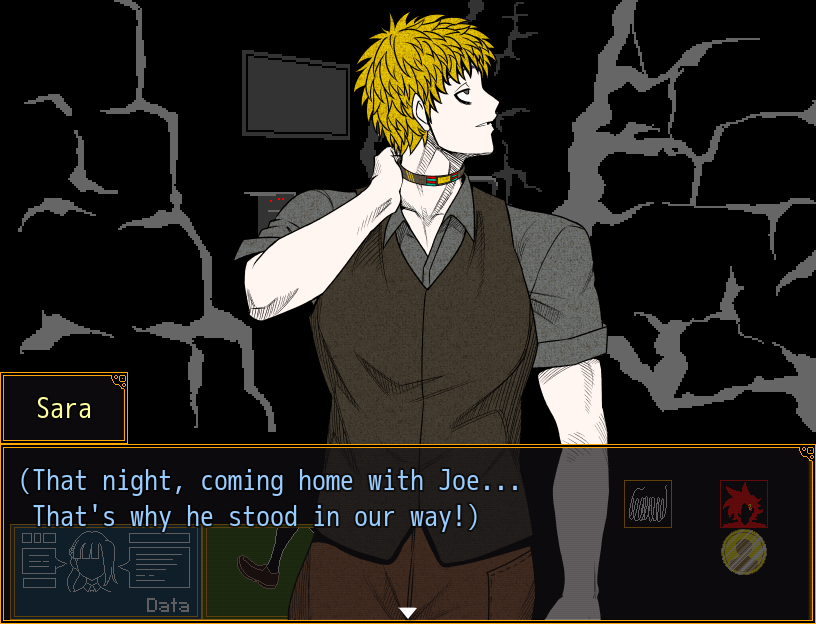 Sara
(That night, coming home with Joe...
That's why he stood in our way!)
Data